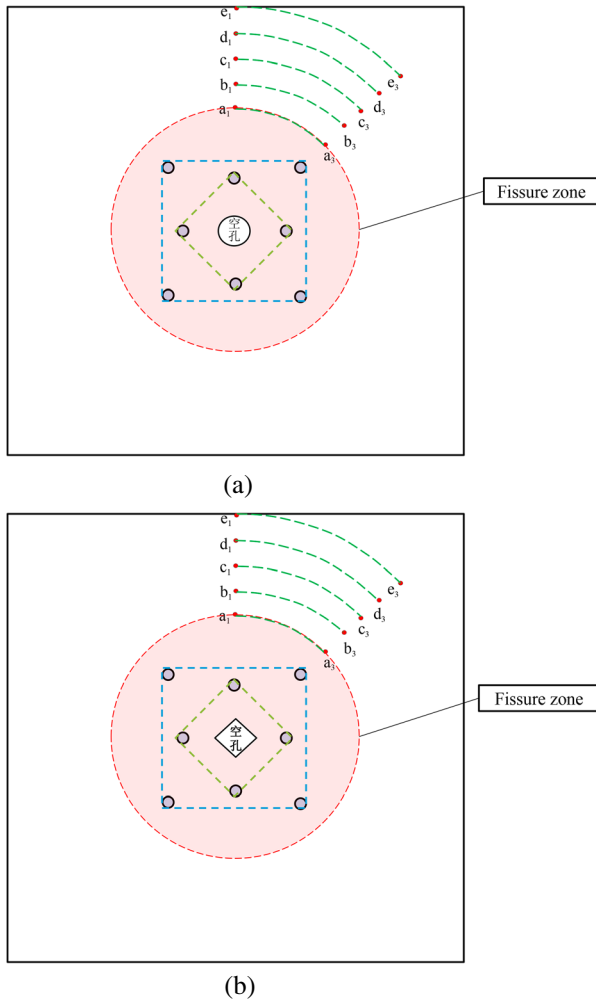 e₁
d₁
c₁
b₁
a₁
e₃
d₃
c₃
b₃
a₃
Fissure zone
空
孔
(a)
e₁
d₁
c₁
b₁
a₁
e₃
d₃
c₃
b₃
a₃
Fissure zone
空
孔
(b)